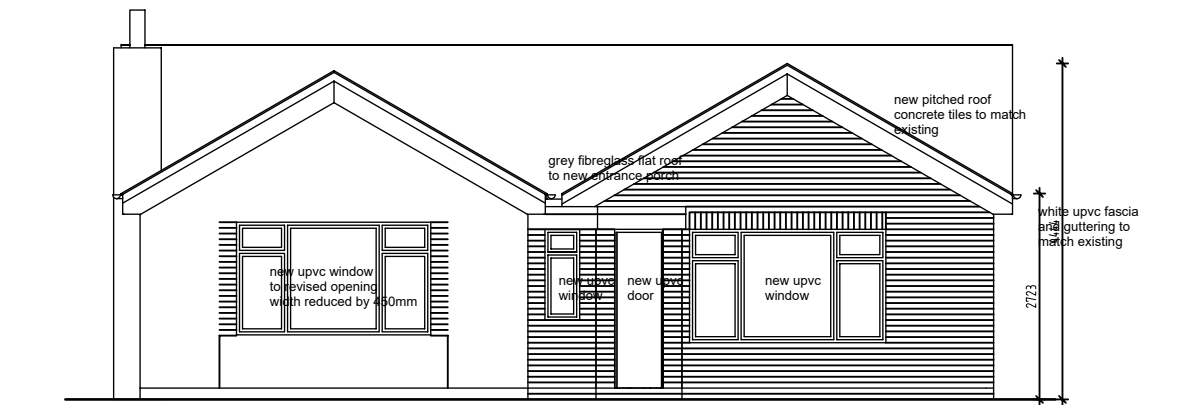 new pitched roof
concrete tiles to match
existing
grey fibreglass flat roof
to new entrance porch
white upvc fascia
and guttering to
match existing
new upvc window
to revised opening
width reduced by 450mm
new upvc
window
new upvc
door
new upvc
window
2723